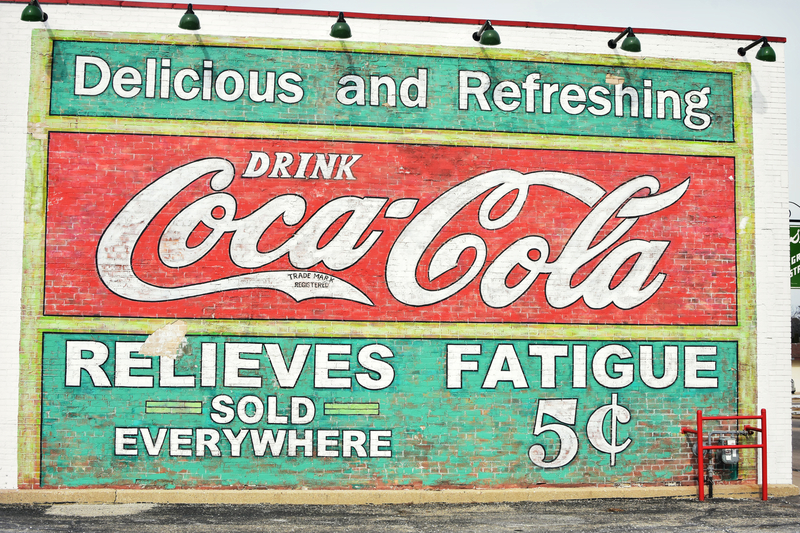 Delicious and Refreshing
DRINK
Coca-Cola
TRADE MARK
REGISTERED
RELIEVES FATIGUE
SOLD
EVERYWHERE
5¢